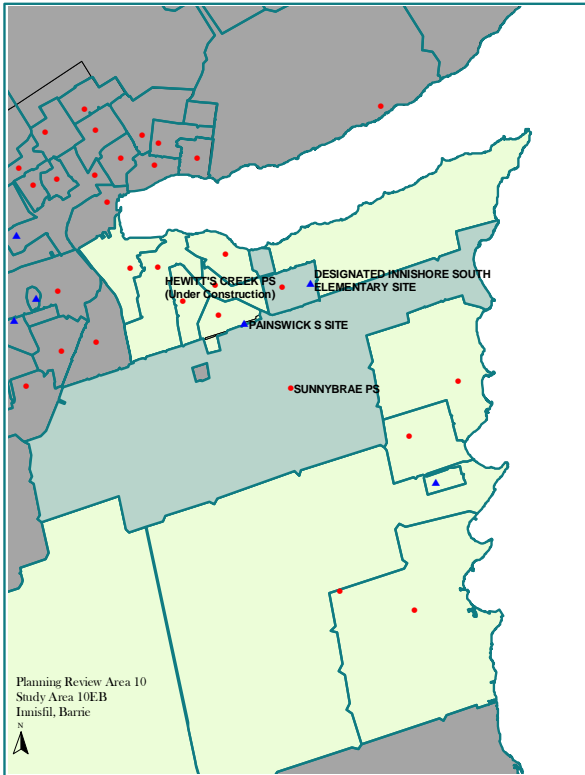 HEWITT'S CREEK PS
(Under Construction)
DESIGNATED INNISHORE SOUTH
ELEMENTARY SITE
PAINSWICK S SITE
SUNNYBRAE PS
Planning Review Area 10
Study Area 10EB
Innisfil, Barrie
N